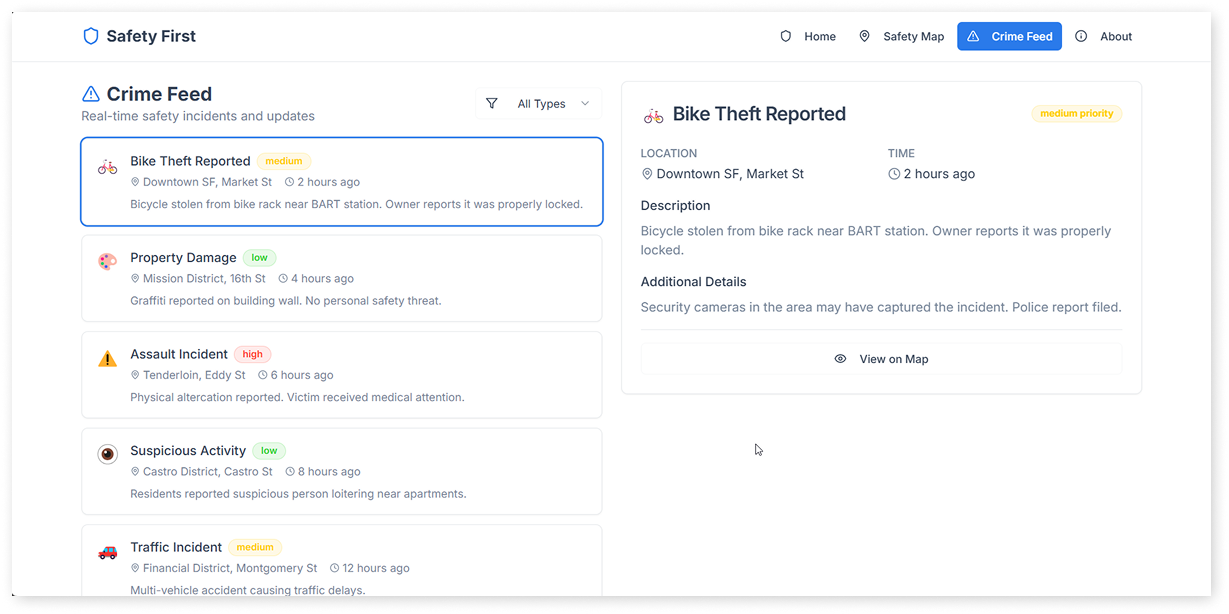 Safety First
Home
Safety Map
Crime Feed
About
Crime Feed
Real-time safety incidents and updates
All Types
Bike Theft Reported medium
Downtown SF, Market St 2 hours ago
Bicycle stolen from bike rack near BART station. Owner reports it was properly locked.
Property Damage low
Mission District, 16th St 4 hours ago
Graffiti reported on building wall. No personal safety threat.
Assault Incident high
Tenderloin, Eddy St 6 hours ago
Physical altercation reported. Victim received medical attention.
Suspicious Activity low
Castro District, Castro St 8 hours ago
Residents reported suspicious person loitering near apartments.
Traffic Incident medium
Financial District, Montgomery St 12 hours ago
Multi-vehicle accident causing traffic delays.
Bike Theft Reported medium priority
LOCATION TIME
Downtown SF, Market St 2 hours ago
Description
Bicycle stolen from bike rack near BART station. Owner reports it was properly
locked.
Additional Details
Security cameras in the area may have captured the incident. Police report filed.
View on Map